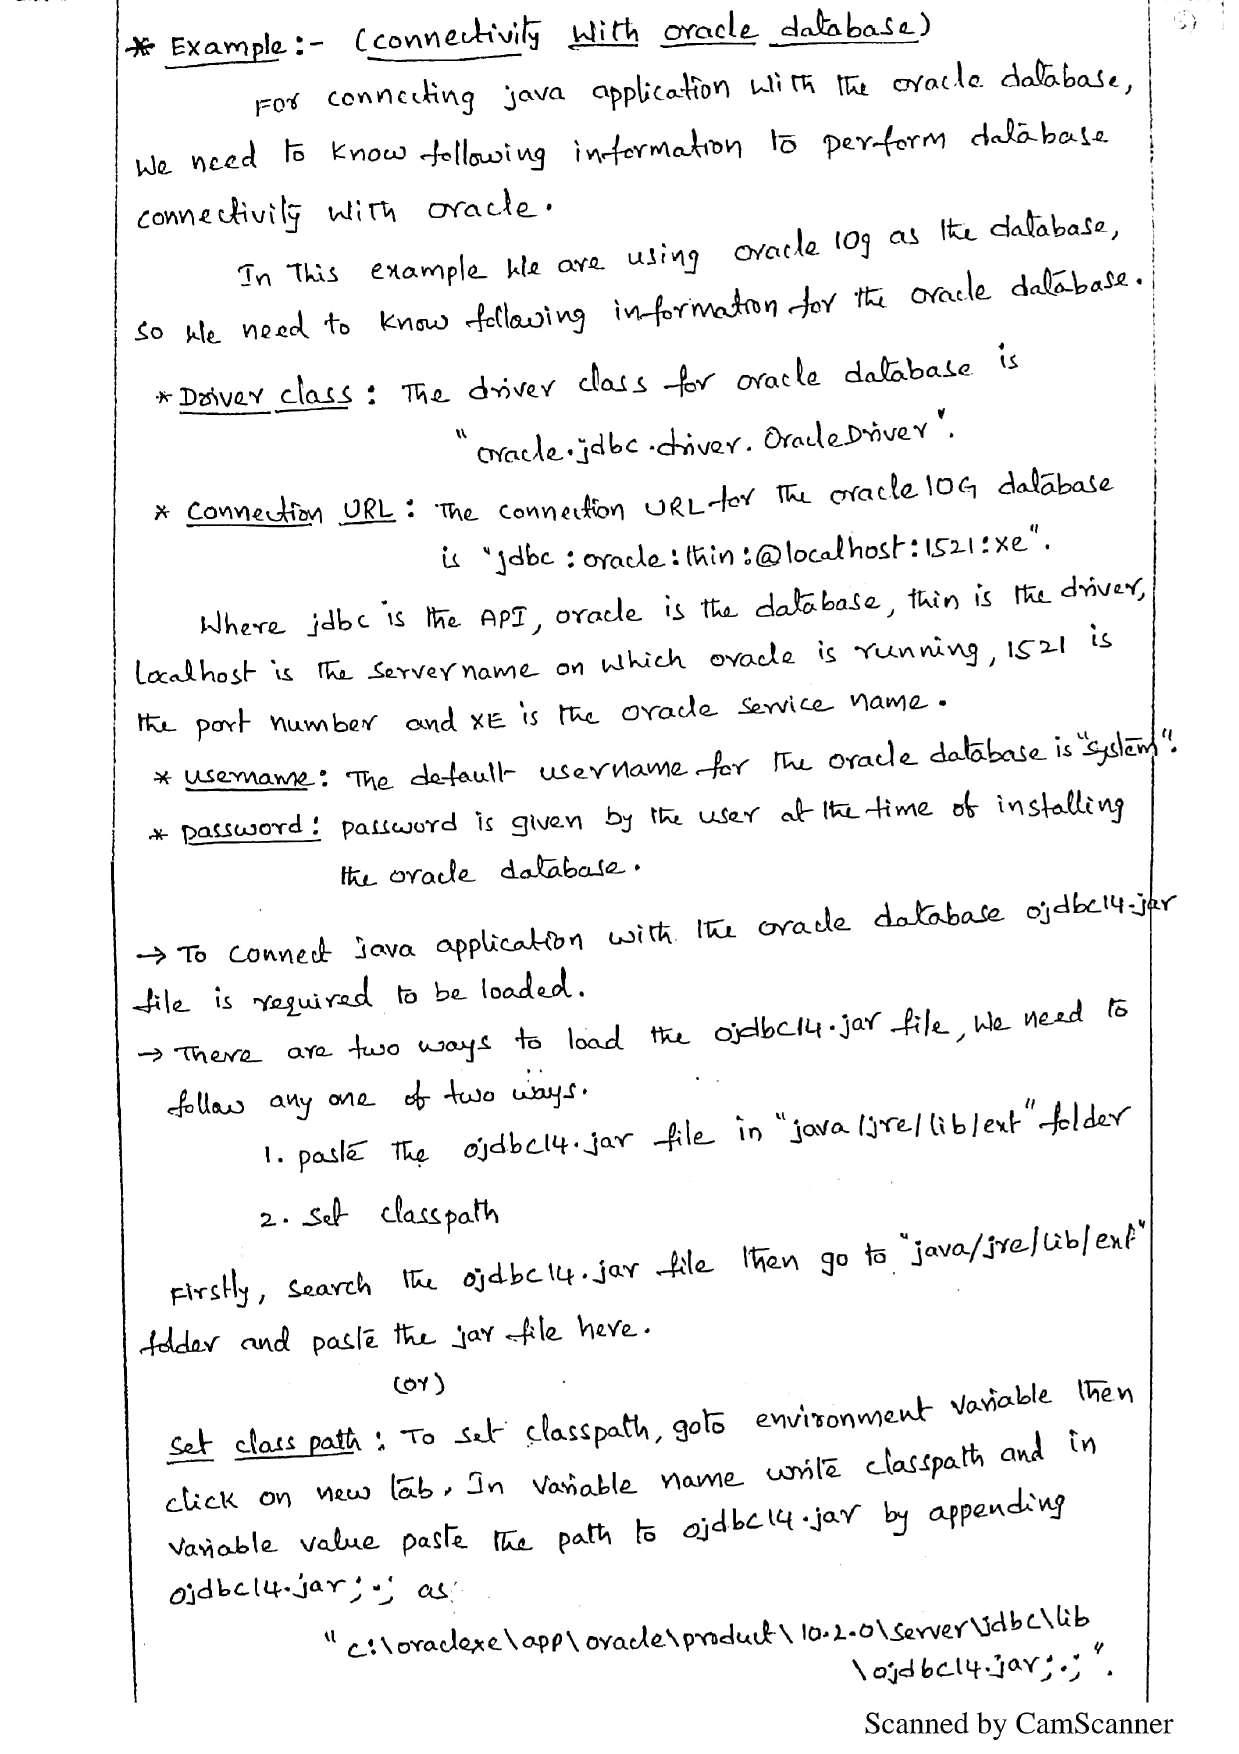 * Example:- (connectivity with oracle database)
For connecting java application with the oracle database,
we need to know following information to perform database
connectivity with oracle.
In this example we are using oracle 10g as the database,
so we need to know following information for the oracle database.
* Driver class: The driver class for oracle database is
"oracle.jdbc.driver.OracleDriver".
* Connection URL: The connection URL for the oracle 10G database
is "jdbc:oracle:thin:@localhost:1521:xe".
Where jdbc is the API, oracle is the database, thin is the driver,
localhost is the server name on which oracle is running, 1521 is
the port number and XE is the oracle service name.
* username: The default username for the oracle database is "system".
* password: password is given by the user at the time of installing
the oracle database.
→ To connect java application with the oracle database ojdbc14.jar
file is required to be loaded.
→ There are two ways to load the ojdbc14.jar file, we need to
follow any one of two ways.
1. paste the ojdbc14.jar file in "java/jre/lib/ext" folder
2. set classpath
Firstly, search the ojdbc14.jar file then go to "java/jre/lib/ext"
folder and paste the jar file here.
(or)
Set class path: To set classpath, goto environment variable then
click on new tab. In variable name write classpath and in
variable value paste the path to ojdbc14.jar by appending
ojdbc14.jar;.; as
"c:\oraclexe\app\oracle\product\10.2.0\server\jdbc\lib
\ojdbc14.jar;.;".
Scanned by CamScanner